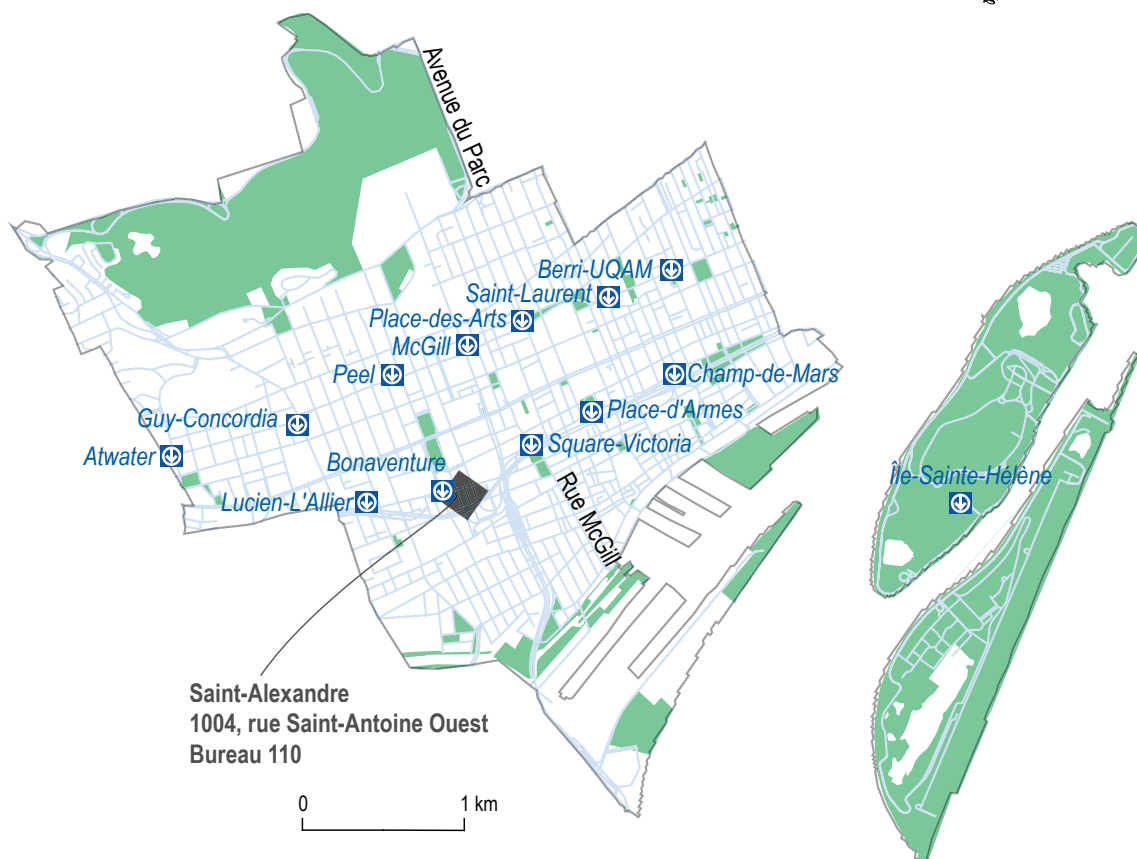 Avenue du Parc
Berri-UQAM
Saint-Laurent
Place-des-Arts
McGill
Peel
Champ-de-Mars
Place-d'Armes
Guy-Concordia
Square-Victoria
Atwater
Bonaventure
Lucien-L'Allier
Île-Sainte-Hélène
Rue McGill
Saint-Alexandre
1004, rue Saint-Antoine Ouest
Bureau 110
0 1 km